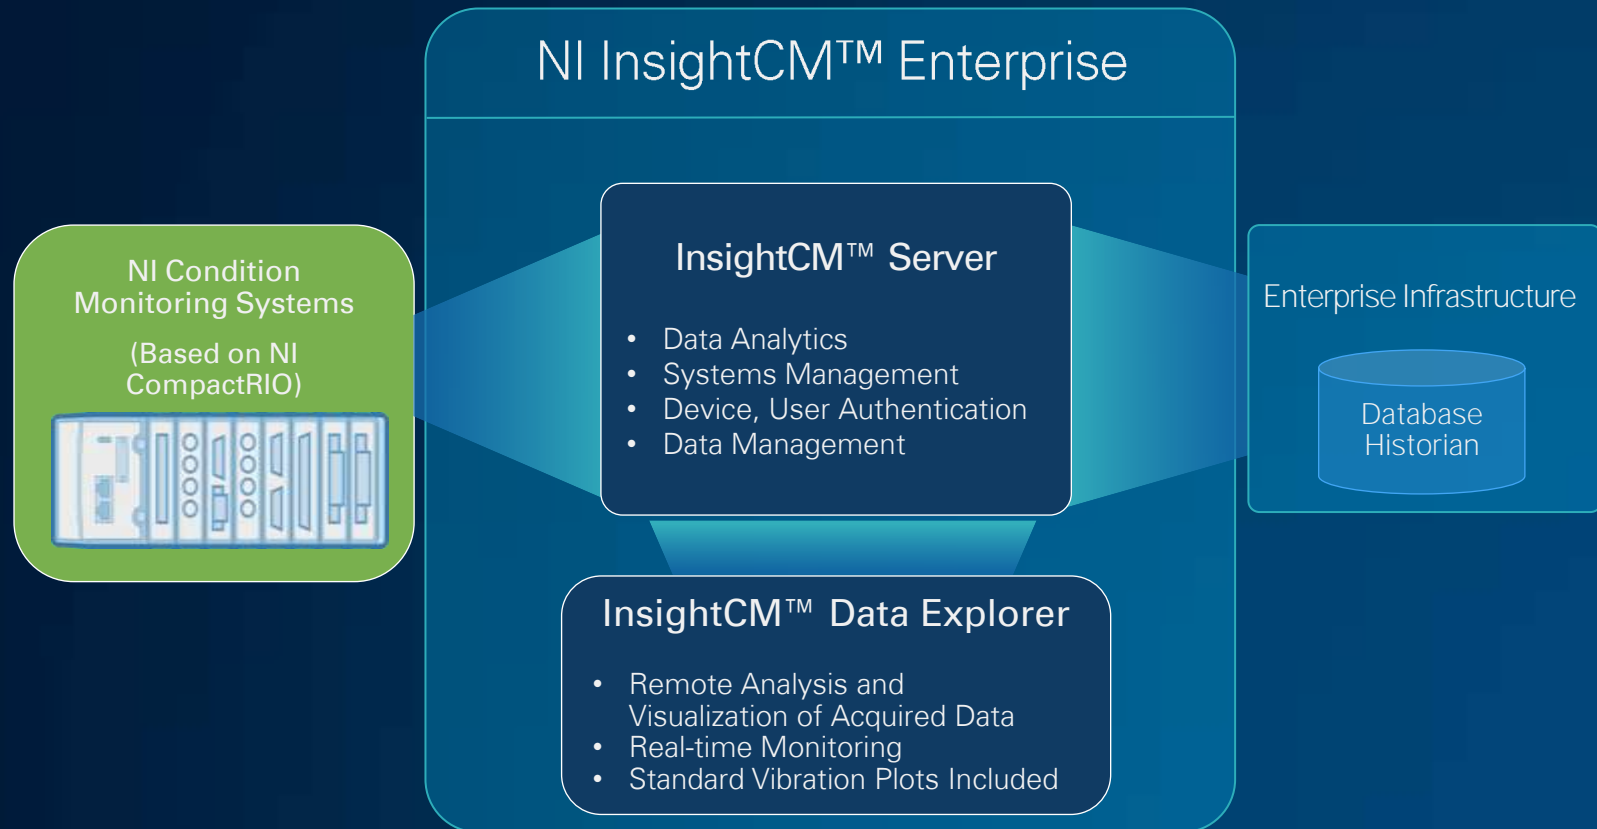 NI InsightCM™ Enterprise
NI Condition
Monitoring Systems
(Based on NI
CompactRIO)
InsightCM™ Server
• Data Analytics
• Systems Management
• Device, User Authentication
• Data Management
Enterprise Infrastructure
Database
Historian
InsightCM™ Data Explorer
• Remote Analysis and
Visualization of Acquired Data
• Real-time Monitoring
• Standard Vibration Plots Included